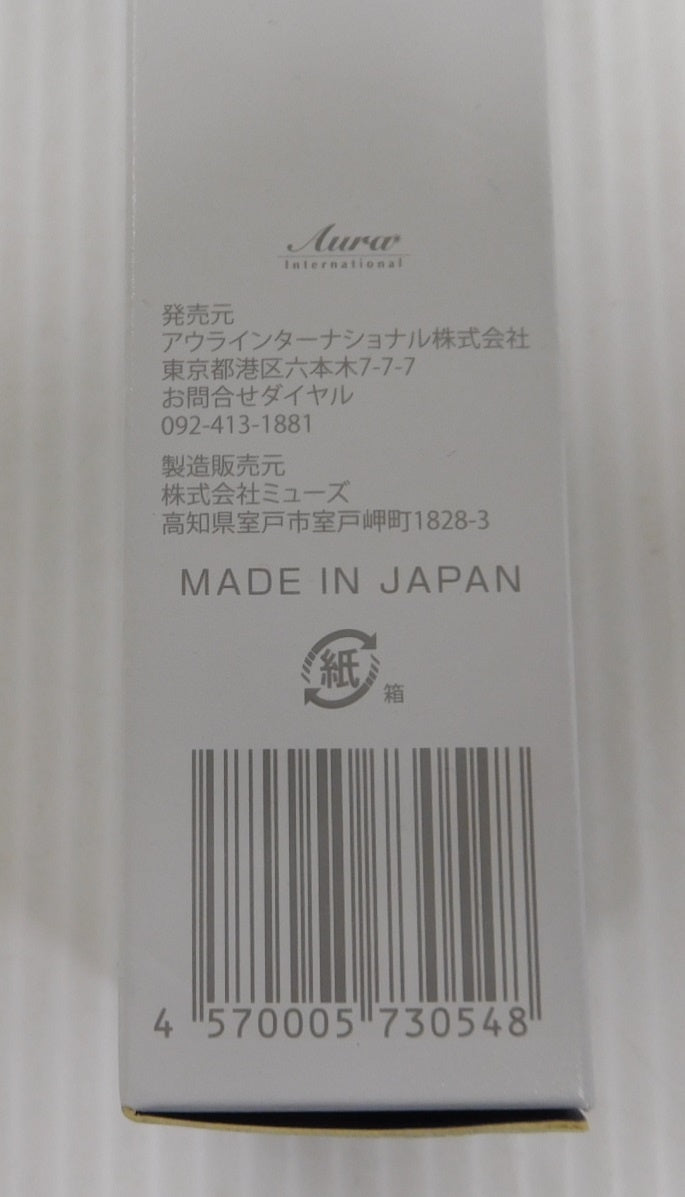 Aura
International
発売元
アウラインターナショナル株式会社
東京都港区六本木7-7-7
お問合せダイヤル
092-413-1881
製造販売元
株式会社ミューズ
高知県室戸市室戸岬町1828-3
MADE IN JAPAN
紙 箱
4 570005 730548